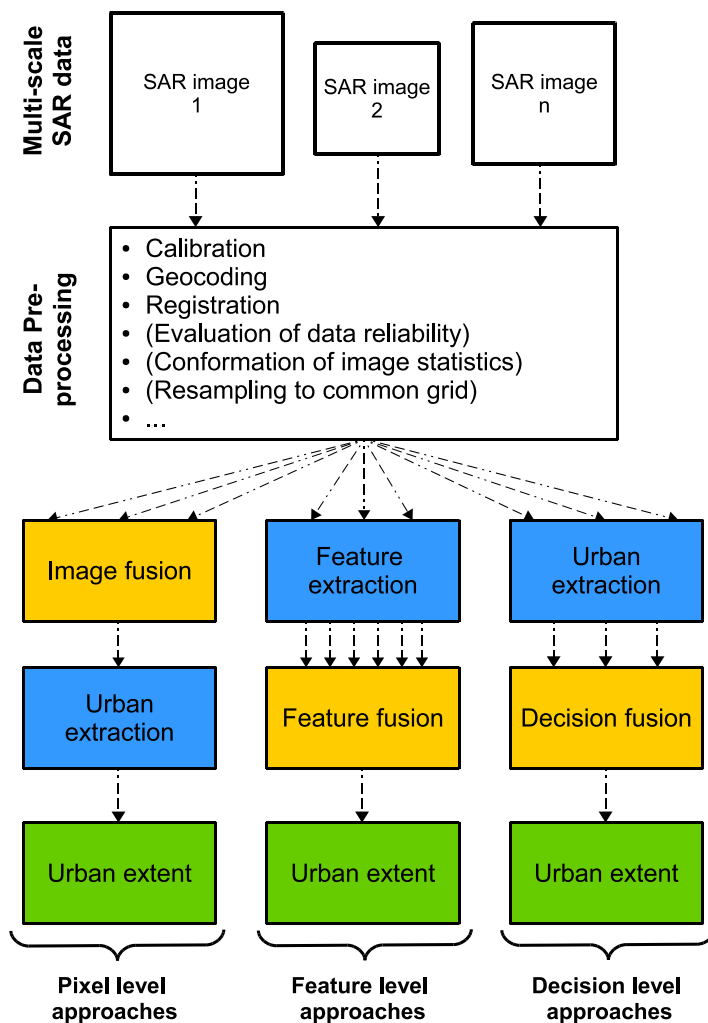 Multi-scale
SAR data
SAR image
1
SAR image
2
SAR image
n
Data Pre-
processing
• Calibration
• Geocoding
• Registration
• (Evaluation of data reliability)
• (Conformation of image statistics)
• (Resampling to common grid)
• ...
Image fusion
Feature
extraction
Urban
extraction
Urban
extraction
Feature fusion
Decision fusion
Urban extent
Urban extent
Urban extent
Pixel level
approaches
Feature level
approaches
Decision level
approaches